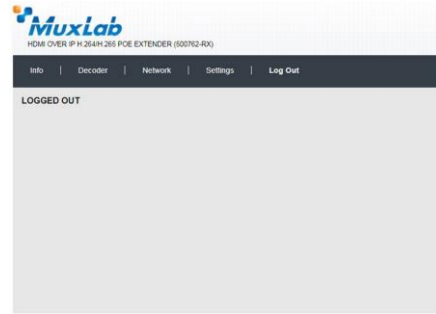 MuxLab
HDMI OVER IP H.264/H.265 POE EXTENDER (500762-RX)
Info | Decoder | Network | Settings | Log Out
LOGGED OUT